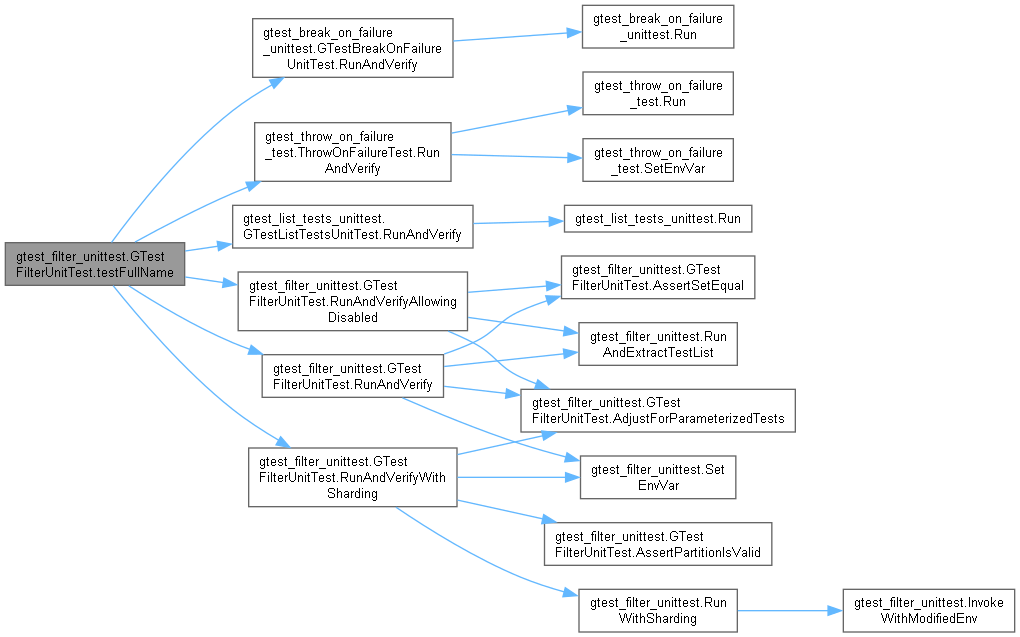 gtest_filter_unittest.GTest
FilterUnitTest.testFullName
gtest_break_on_failure
_unittest.GTestBreakOnFailure
UnitTest.RunAndVerify
gtest_break_on_failure
_unittest.Run
gtest_throw_on_failure
_test.ThrowOnFailureTest.Run
AndVerify
gtest_throw_on_failure
_test.Run
gtest_throw_on_failure
_test.SetEnvVar
gtest_list_tests_unittest.
GTestListTestsUnitTest.RunAndVerify
gtest_list_tests_unittest.Run
gtest_filter_unittest.GTest
FilterUnitTest.RunAndVerifyAllowing
Disabled
gtest_filter_unittest.GTest
FilterUnitTest.AssertSetEqual
gtest_filter_unittest.Run
AndExtractTestList
gtest_filter_unittest.GTest
FilterUnitTest.RunAndVerify
gtest_filter_unittest.GTest
FilterUnitTest.AdjustForParameterizedTests
gtest_filter_unittest.Set
EnvVar
gtest_filter_unittest.GTest
FilterUnitTest.RunAndVerifyWith
Sharding
gtest_filter_unittest.GTest
FilterUnitTest.AssertPartitionIsValid
gtest_filter_unittest.Run
WithSharding
gtest_filter_unittest.Invoke
WithModifiedEnv